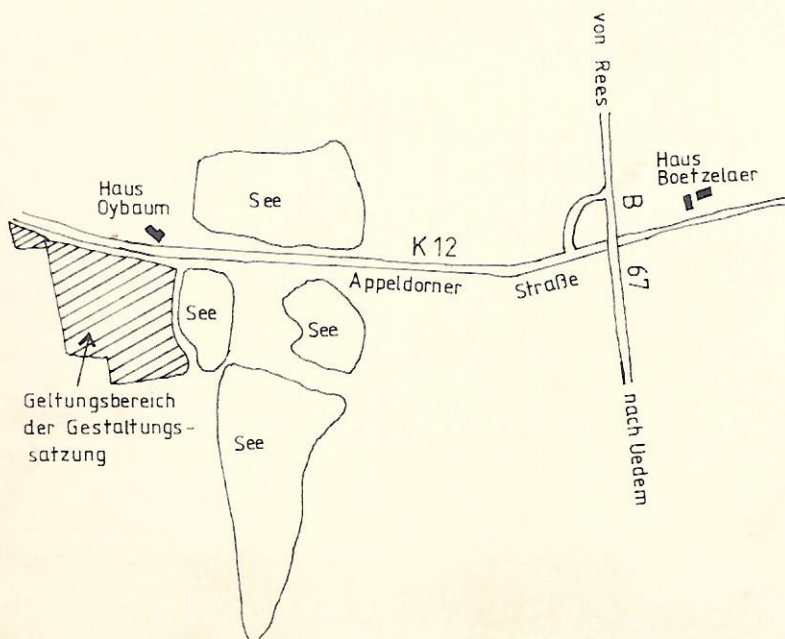 von Rees
Haus
Boetzelaer
Haus
Oybaum
See
B
67
K 12
Appeldorner Straße
See
See
Geltungsbereich
der Gestaltungs-
satzung
See
nach Uedem